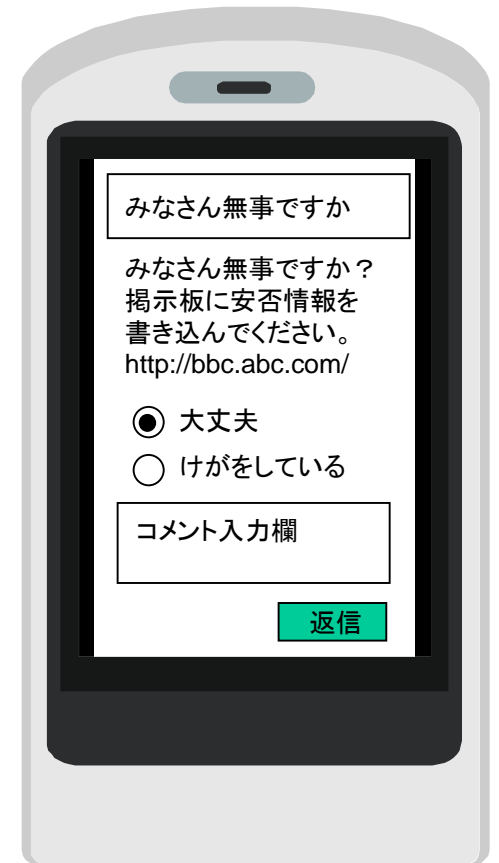 みなさん無事ですか
みなさん無事ですか？
掲示板に安否情報を
書き込んでください。
http://bbc.abc.com/
大丈夫
けがをしている
コメント入力欄
返信